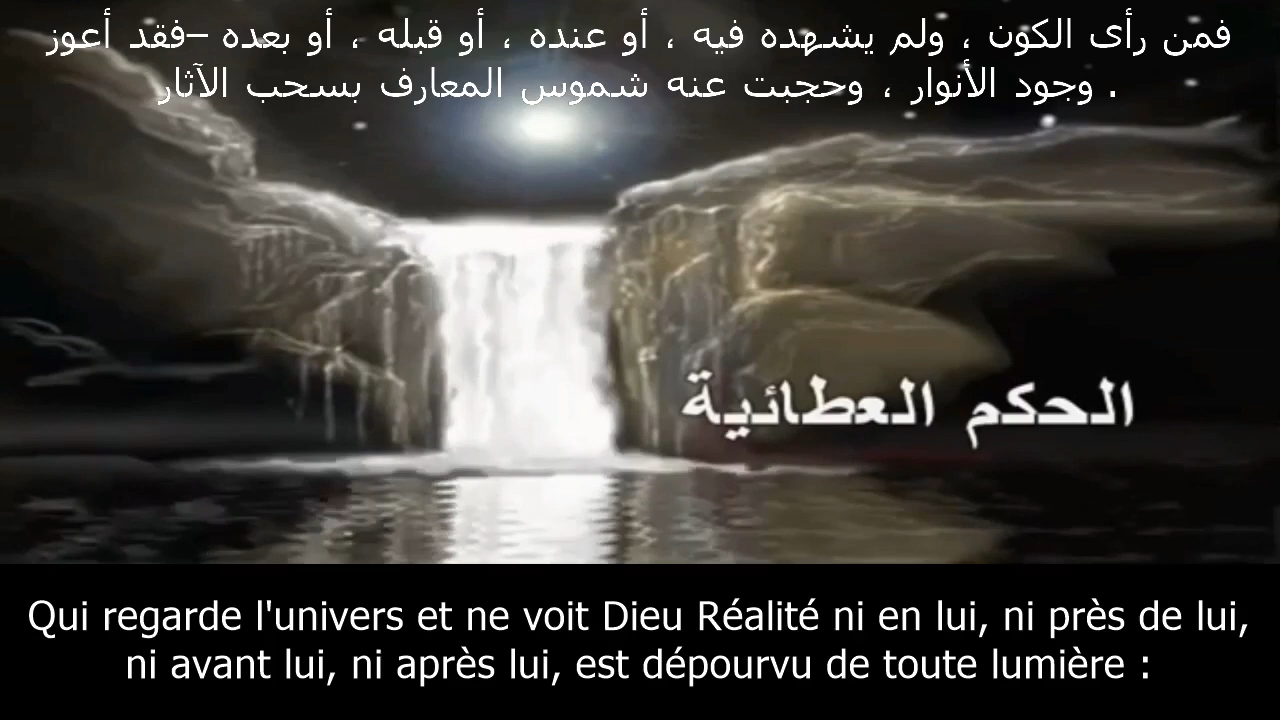 فمن رأى الكون ، ولم يشهده فيه ، أو عنده ، أو قبله ، أو بعده –فقد أعوز
وجود الأنوار ، وحجبت عنه شموس المعارف بسحب الآثار .
الحكم العطائية
Qui regarde l'univers et ne voit Dieu Réalité ni en lui, ni près de lui,
ni avant lui, ni après lui, est dépourvu de toute lumière :